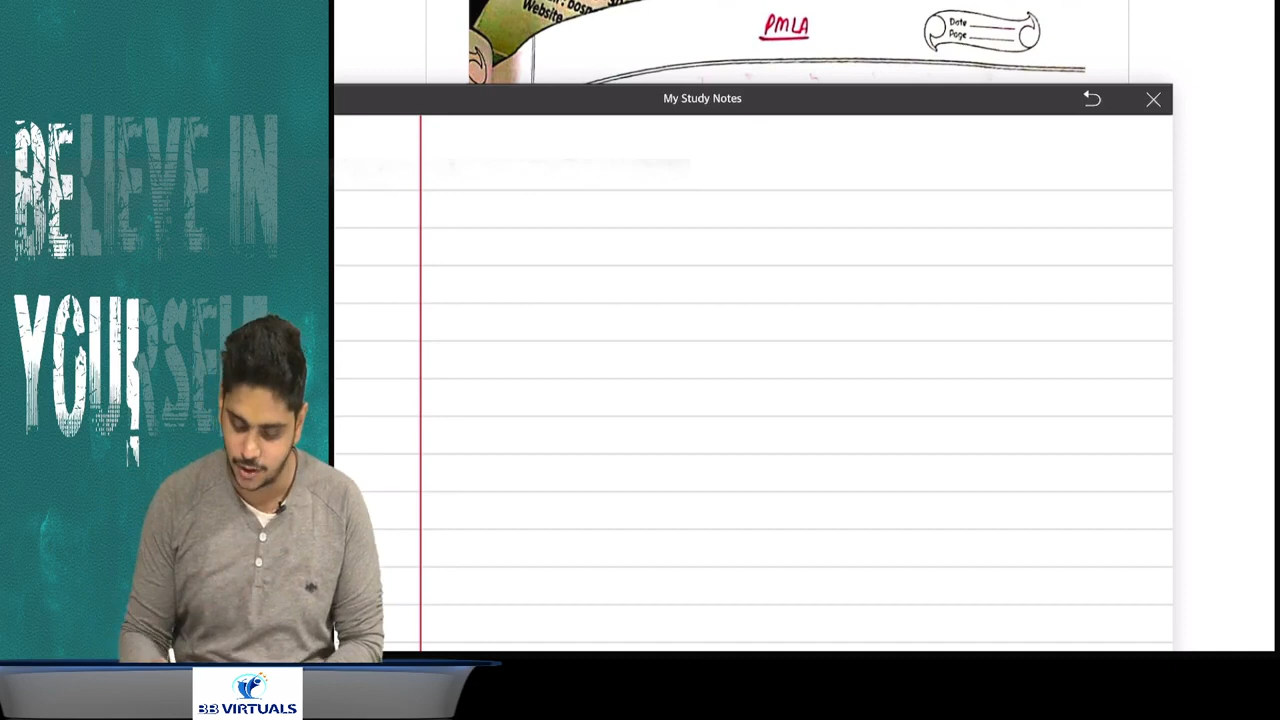 Website
PMLA
Date
Page
My Study Notes
BELIEVE IN
YOURSELF
BB VIRTUALS